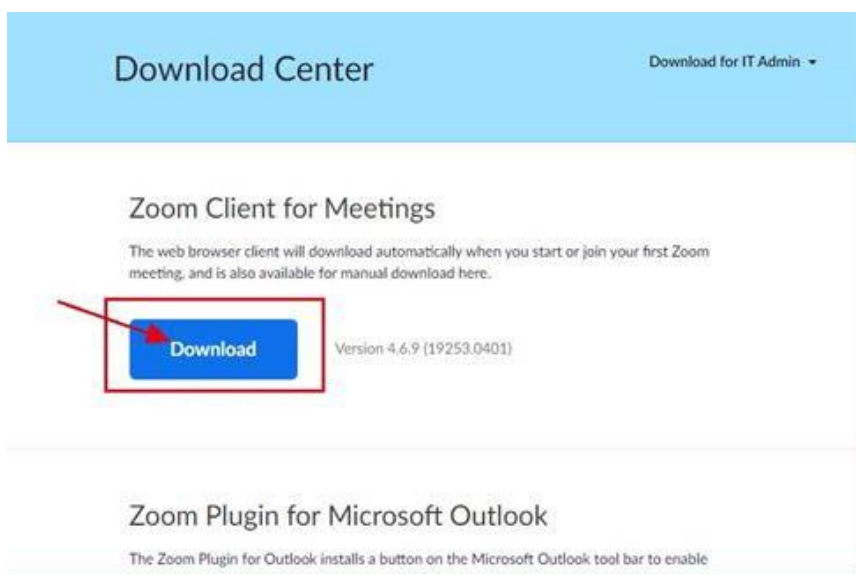 Download Center
Download for IT Admin
Zoom Client for Meetings
The web browser client will download automatically when you start or join your first Zoom
meeting, and is also available for manual download here.
Download
Version 4.6.9 (19253.0401)
Zoom Plugin for Microsoft Outlook
The Zoom Plugin for Outlook installs a button on the Microsoft Outlook tool bar to enable